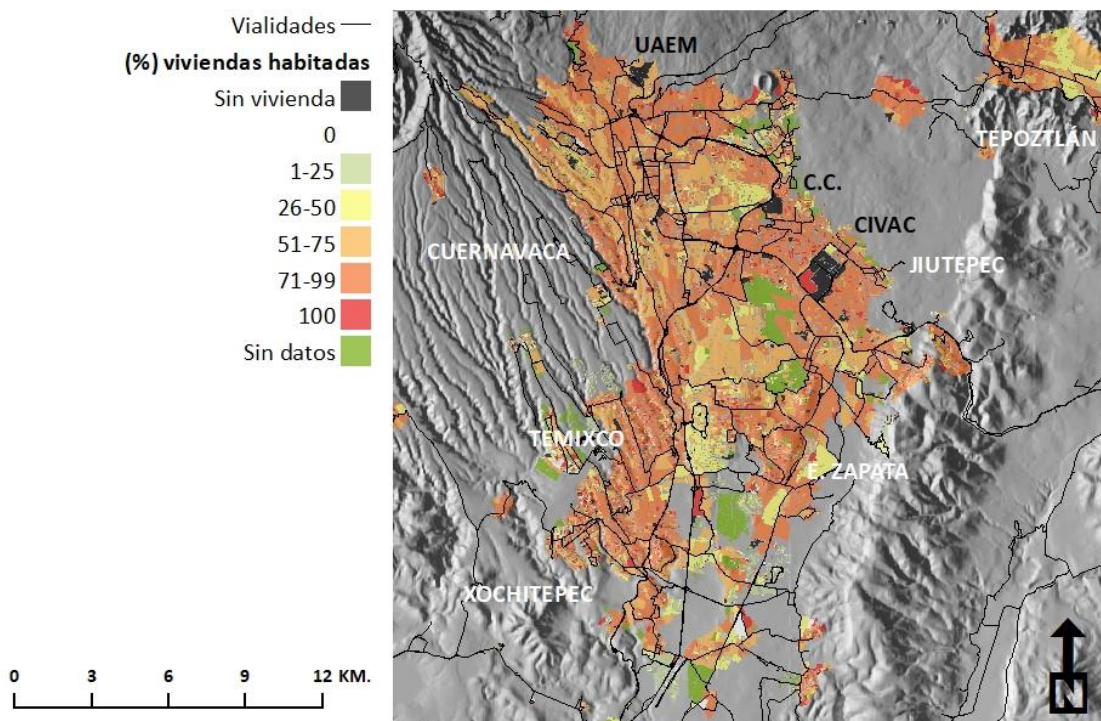 Vialidades
(%) viviendas habitadas
Sin vivienda
0
1-25
26-50
51-75
71-99
100
Sin datos
0 3 6 9 12 KM.
UAEM
TEPOZTLÁN
C.C.
CIVAC
CUERNAVACA
JIUTEPEC
TEMIXCO
E. ZAPATA
XOCHITEPEC
N